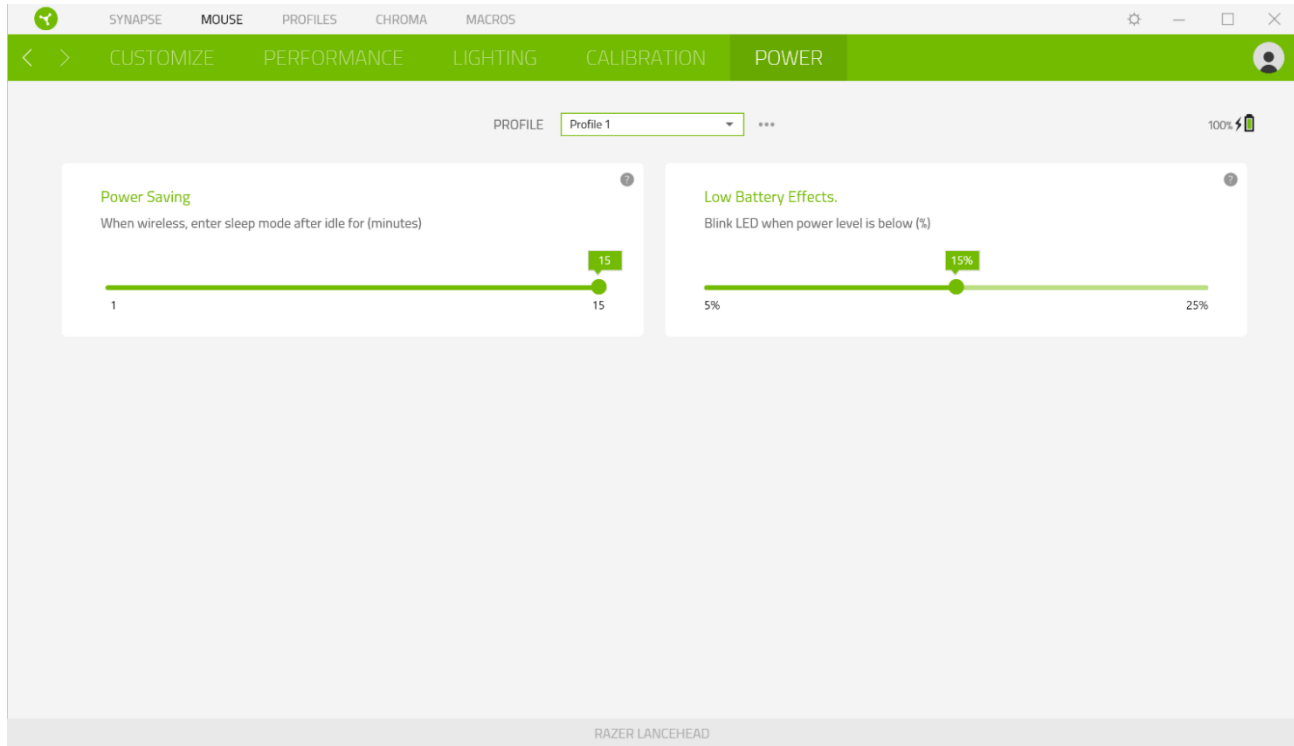 SYNAPSE MOUSE PROFILES CHROMA MACROS
CUSTOMIZE PERFORMANCE LIGHTING CALIBRATION POWER
PROFILE Profile 1 ••• 100%
?
Power Saving
When wireless, enter sleep mode after idle for (minutes)
15
1 15
?
Low Battery Effects.
Blink LED when power level is below (%)
15%
5% 25%
RAZER LANCEHEAD